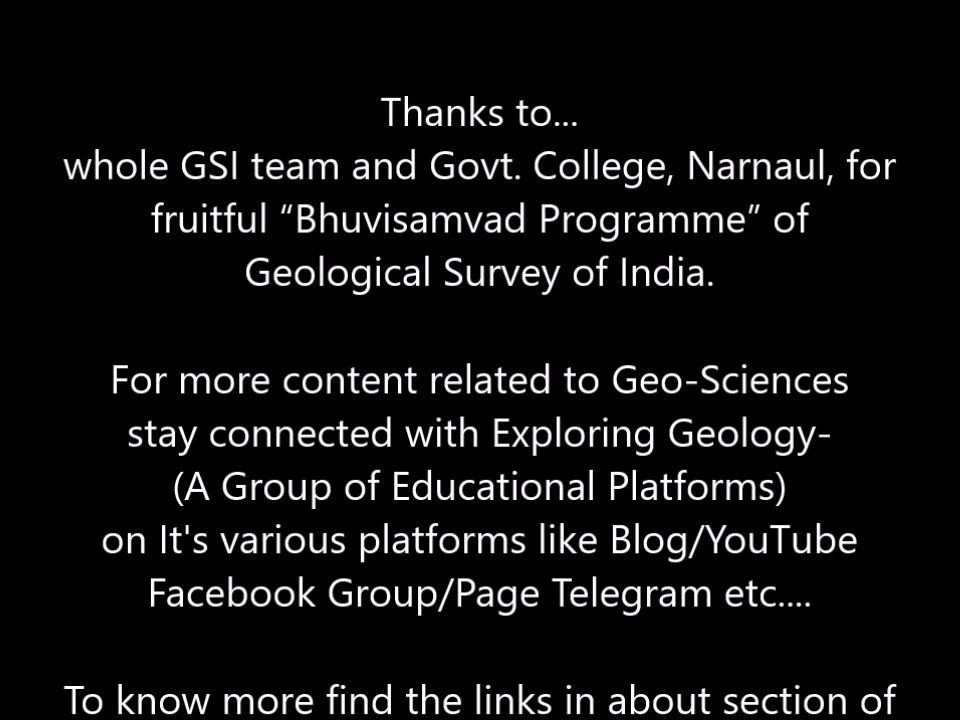 Thanks to...
whole GSI team and Govt. College, Narnaul, for
fruitful “Bhuvisamvad Programme” of
Geological Survey of India.
For more content related to Geo-Sciences
stay connected with Exploring Geology-
(A Group of Educational Platforms)
on It's various platforms like Blog/YouTube
Facebook Group/Page Telegram etc....
To know more find the links in about section of